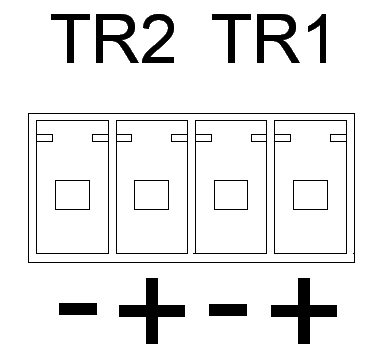 TR2 TR1
- + - +